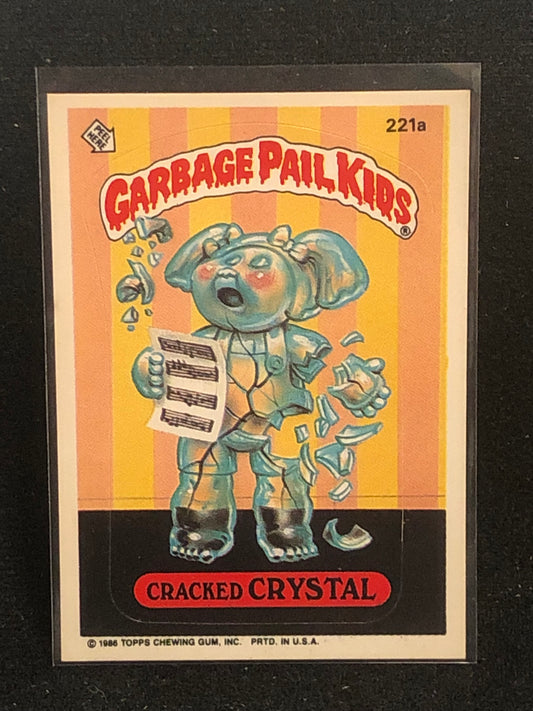 PEEL HERE
221a
GARBAGE PAIL KIDS
®
CRACKED CRYSTAL
© 1986 TOPPS CHEWING GUM, INC. PRTD. IN U.S.A.